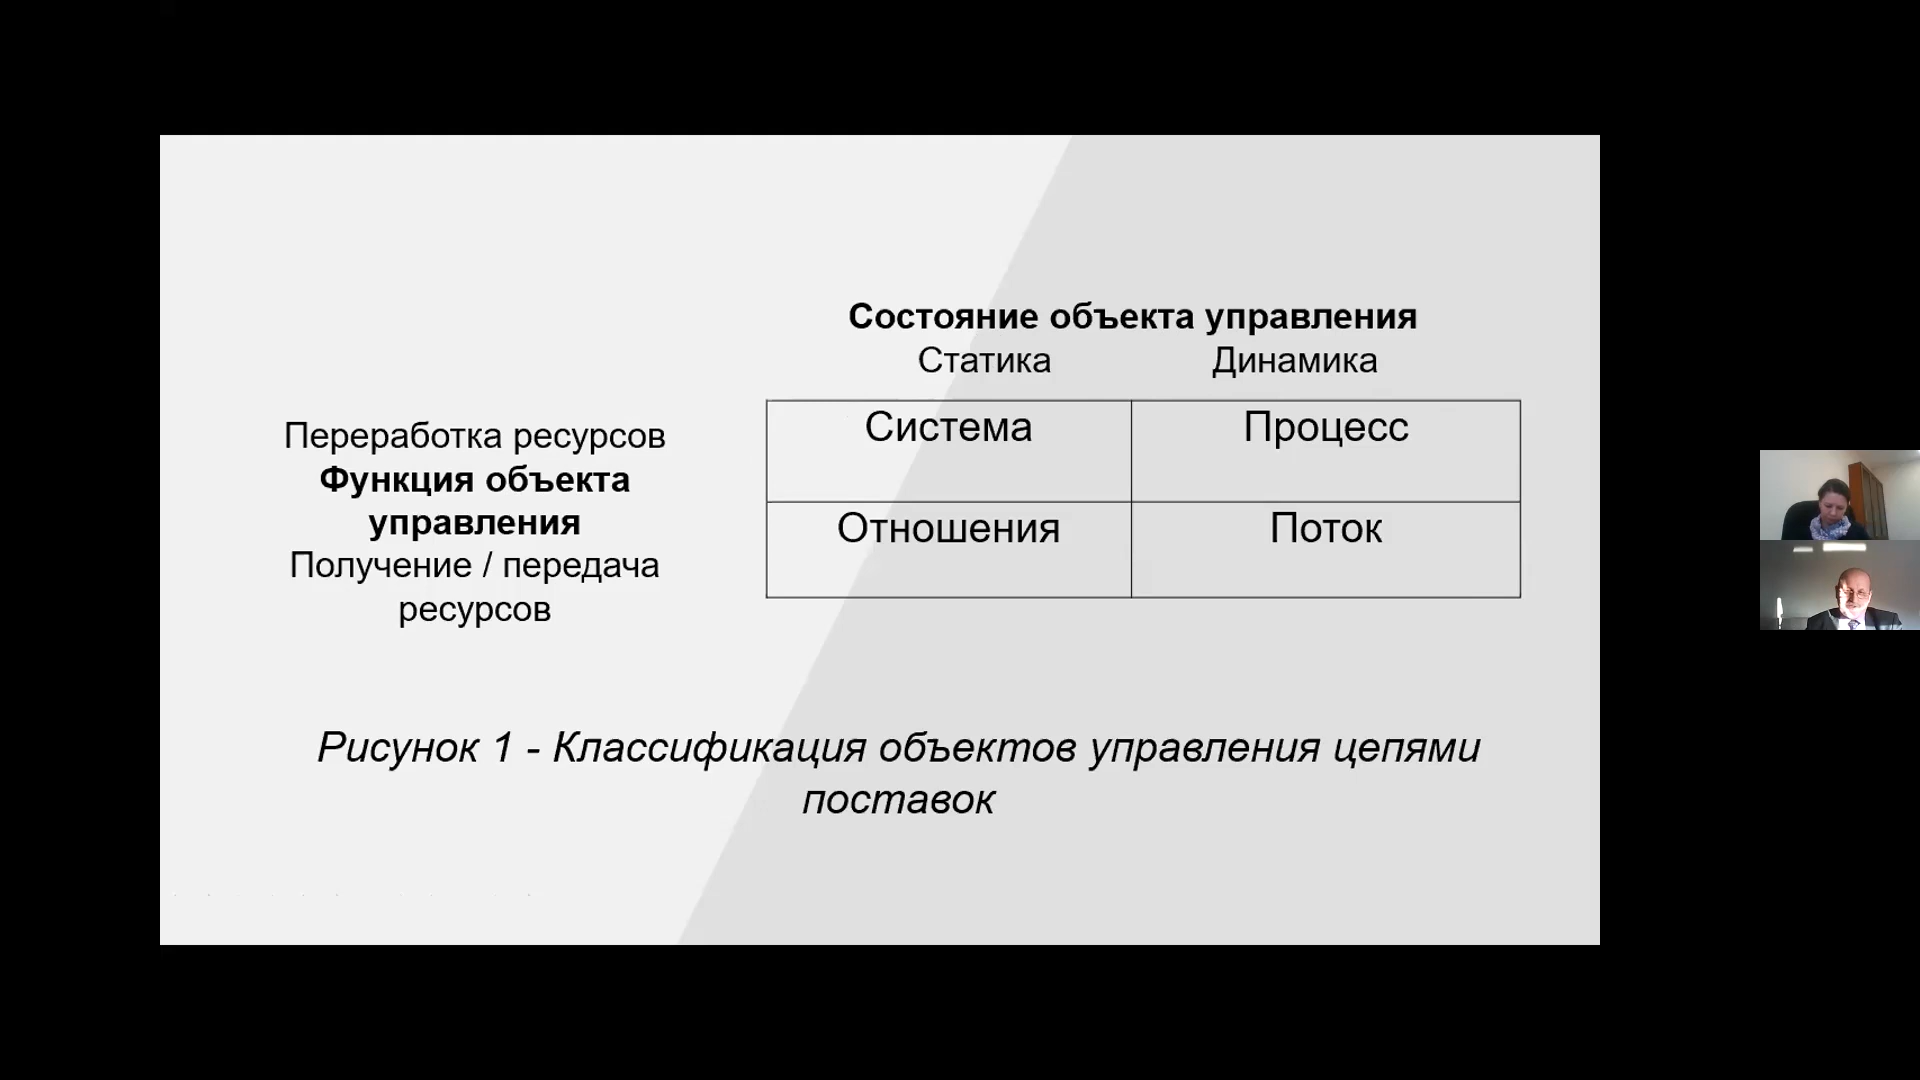 Состояние объекта управления
Статика Динамика
Переработка ресурсов
Функция объекта
управления
Получение / передача
ресурсов
Система Процесс
Отношения Поток
Рисунок 1 - Классификация объектов управления цепями
поставок